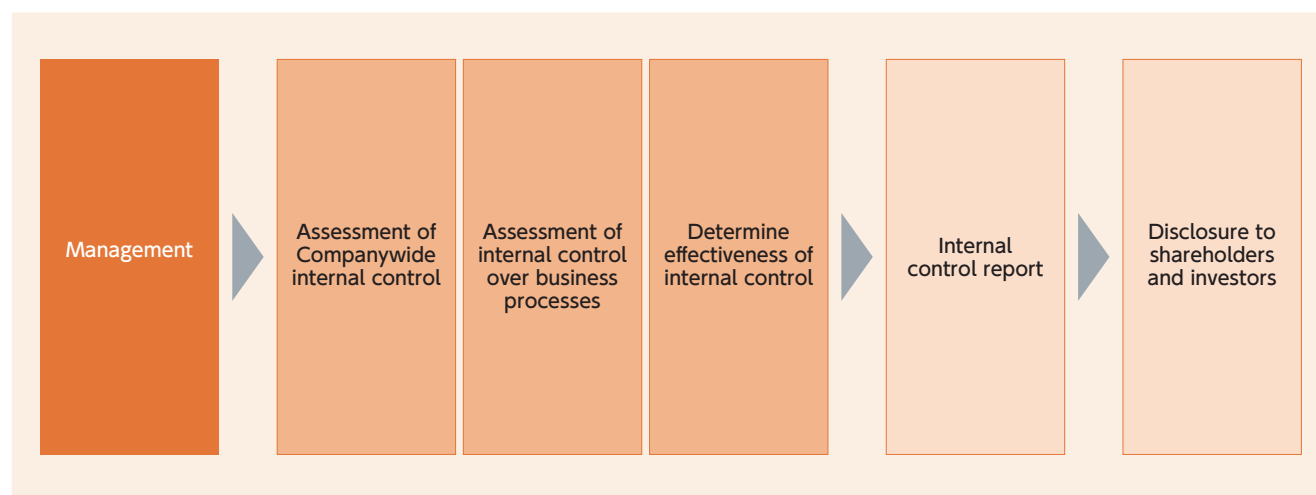 Management
Assessment of
Companywide
internal control
Assessment of
internal control
over business
processes
Determine
effectiveness of
internal control
Internal
control report
Disclosure to
shareholders
and investors